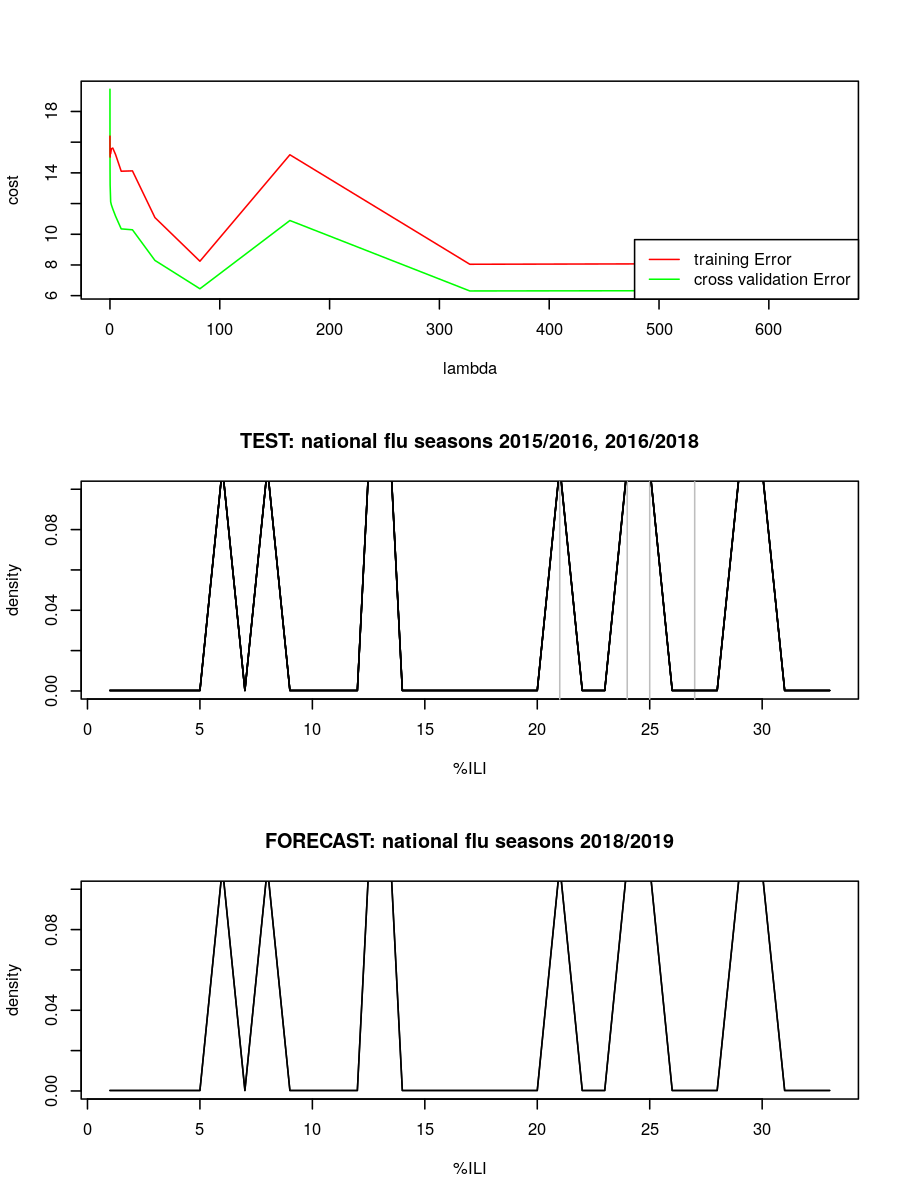 cost
18
14
10
8
6
training Error
cross validation Error
0 100 200 300 400 500 600
lambda
TEST: national flu seasons 2015/2016, 2016/2018
density
0.08
0.04
0.00
0 5 10 15 20 25 30
%ILI
FORECAST: national flu seasons 2018/2019
density
0.08
0.04
0.00
0 5 10 15 20 25 30
%ILI